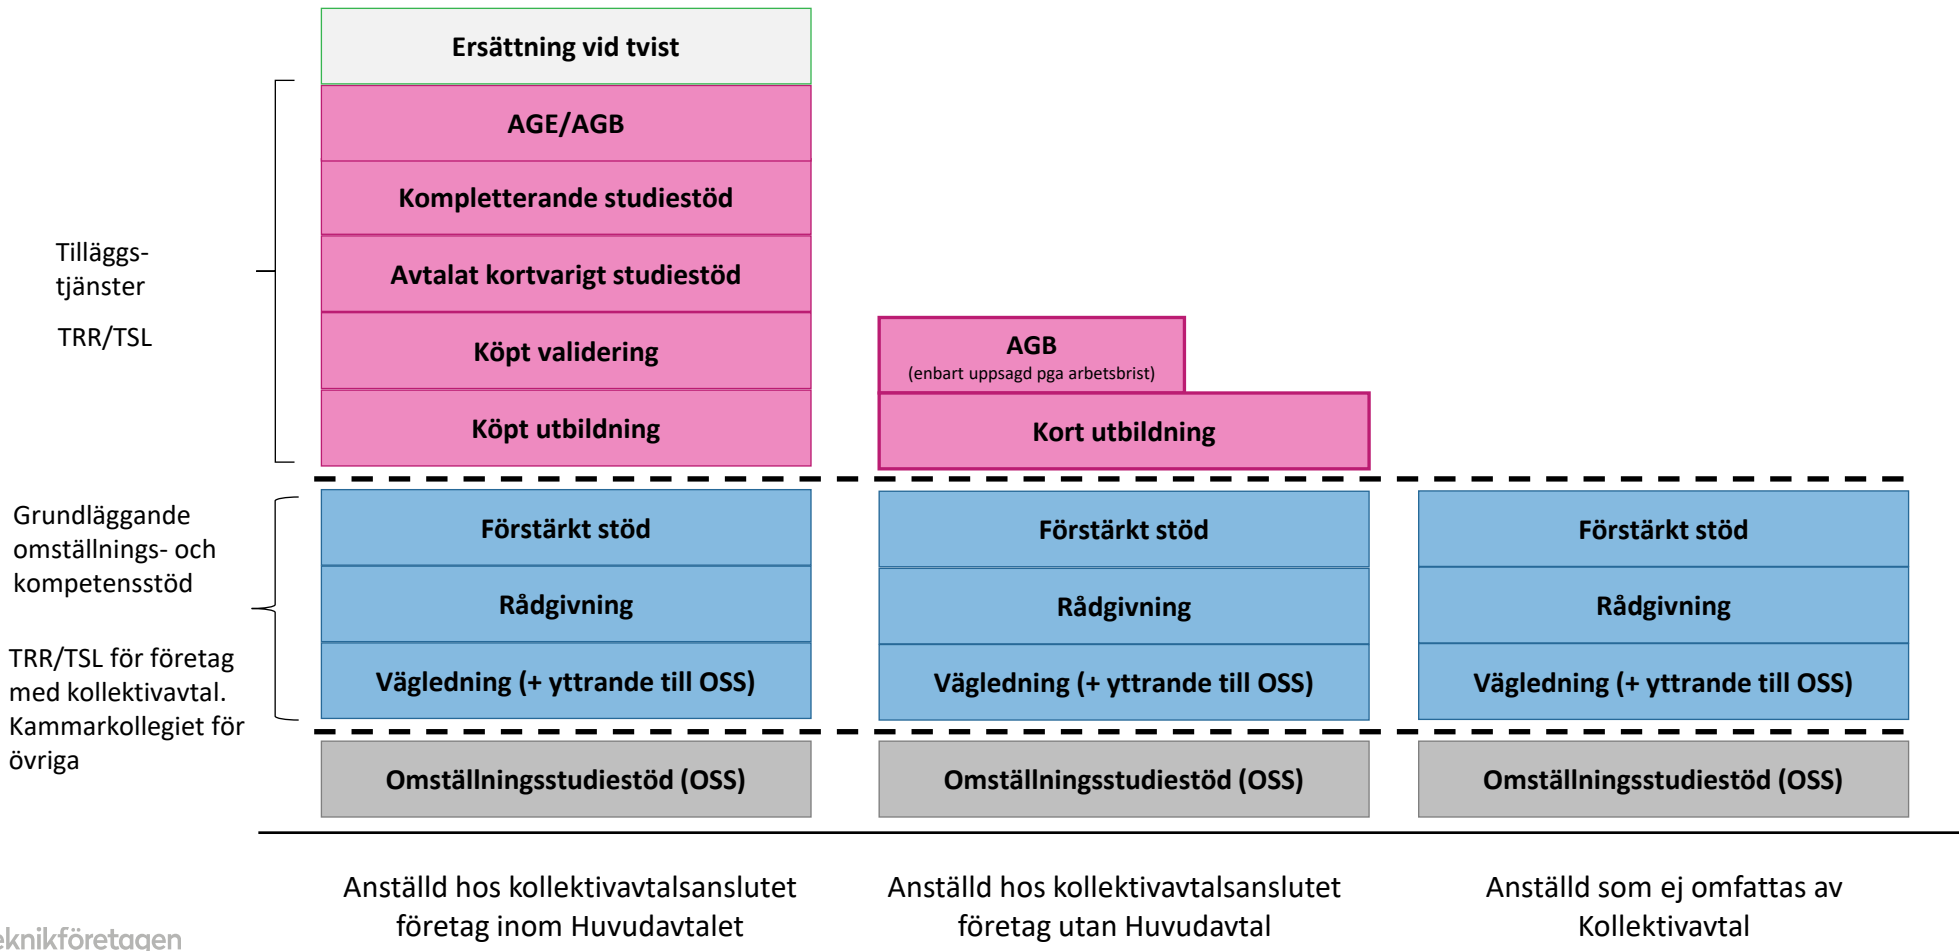 Ersättning vid tvist
AGE/AGB
Kompletterande studiestöd
Avtalat kortvarigt studiestöd
Köpt validering
Köpt utbildning
Tilläggs-
tjänster
TRR/TSL
AGB
(enbart uppsagd pga arbetsbrist)
Kort utbildning
Grundläggande
omställnings- och
kompetensstöd
TRR/TSL för företag
med kollektivavtal.
Kammarkollegiet för
övriga
Förstärkt stöd
Rådgivning
Vägledning (+ yttrande till OSS)
Omställningsstudiestöd (OSS)
Förstärkt stöd
Rådgivning
Vägledning (+ yttrande till OSS)
Omställningsstudiestöd (OSS)
Förstärkt stöd
Rådgivning
Vägledning (+ yttrande till OSS)
Omställningsstudiestöd (OSS)
Anställd hos kollektivavtalsanslutet
företag inom Huvudavtalet
Anställd hos kollektivavtalsanslutet
företag utan Huvudavtal
Anställd som ej omfattas av
Kollektivavtal
eknikföretagen